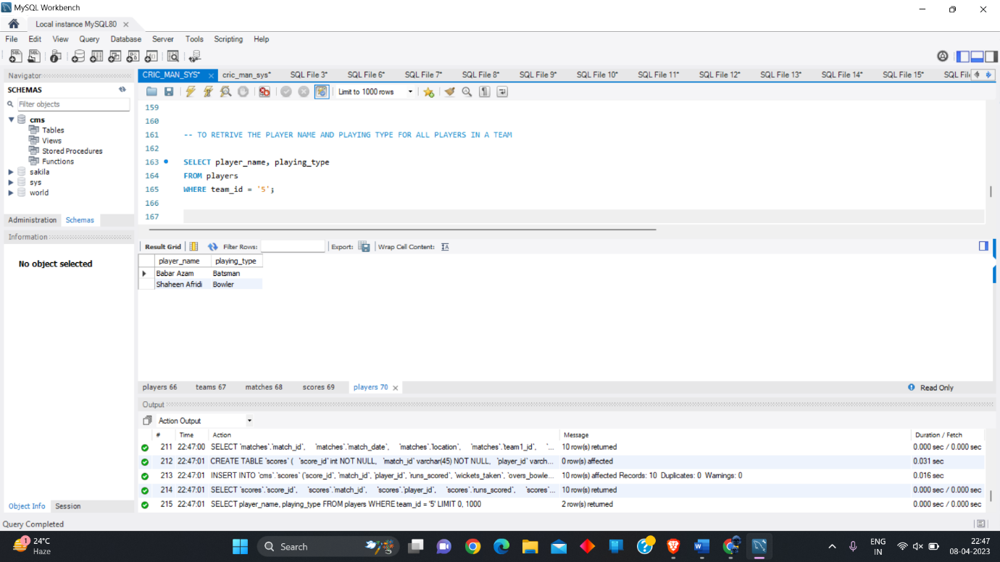 MySQL Workbench
Local instance MySQL80
File Edit View Query Database Server Tools Scripting Help
Navigator
SCHEMAS
Filter objects
cms
Tables
Views
Stored Procedures
Functions
sakila
sys
world
Administration Schemas
Information
No object selected
Object Info Session
CRIC_MAN_SYS* cric_man_sys* SQL File 3* SQL File 6* SQL File 7* SQL File 8* SQL File 9* SQL File 10* SQL File 11* SQL File 12* SQL File 13* SQL File 14* SQL File 15* SQL File
Limit to 1000 rows
159
160
161 -- TO RETRIVE THE PLAYER NAME AND PLAYING TYPE FOR ALL PLAYERS IN A TEAM
162
163 SELECT player_name, playing_type
164 FROM players
165 WHERE team_id = '5';
166
167
Result Grid Filter Rows: Export: Wrap Cell Content:
player_name playing_type
Babar Azam Batsman
Shaheen Afridi Bowler
players 66 teams 67 matches 68 scores 69 players 70 Read Only
Output
Action Output
# Time Action Message Duration / Fetch
211 22:47:00 SELECT `matches`.`match_id`, `matches`.`match_date`, `matches`.`location`, `matches`.`team1_id`, `... 10 row(s) returned 0.000 sec / 0.000 sec
212 22:47:01 CREATE TABLE `scores` ( `score_id` int NOT NULL, `match_id` varchar(45) NOT NULL, `player_id` varch... 0 row(s) affected 0.031 sec
213 22:47:01 INSERT INTO `cms`.`scores` (`score_id`, `match_id`, `player_id`, `runs_scored`, `wickets_taken`, `overs_bowle... 10 row(s) affected Records: 10 Duplicates: 0 Warnings: 0 0.016 sec
214 22:47:01 SELECT `scores`.`score_id`, `scores`.`match_id`, `scores`.`player_id`, `scores`.`runs_scored`, `scores`... 10 row(s) returned 0.000 sec / 0.000 sec
215 22:47:01 SELECT player_name, playing_type FROM players WHERE team_id = '5' LIMIT 0, 1000 2 row(s) returned 0.000 sec / 0.000 sec
Query Completed
1 24°C
Haze
Search
ENG
IN
22:47
08-04-2023